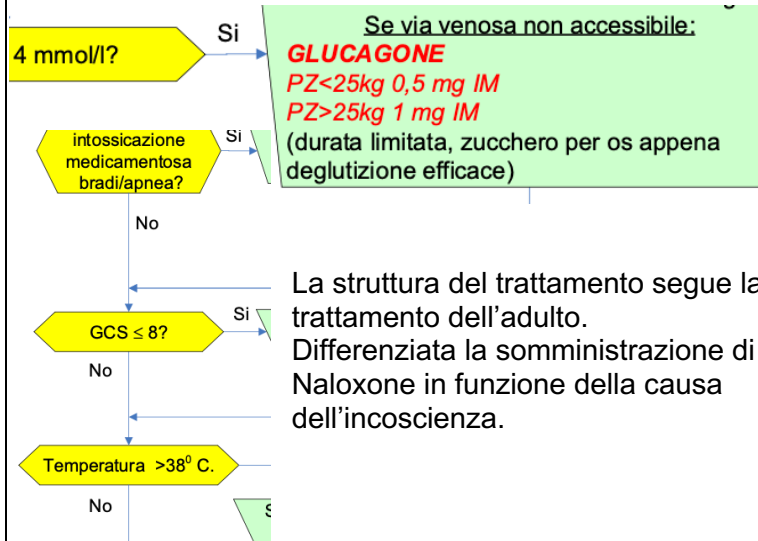 Si
4 mmol/l?
Se via venosa non accessibile:
GLUCAGONE
PZ<25kg 0,5 mg IM
PZ>25kg 1 mg IM
(durata limitata, zucchero per os appena
deglutizione efficace)
intossicazione
medicamentosa
bradi/apnea?
Si
No
La struttura del trattamento segue la
trattamento dell’adulto.
Differenziata la somministrazione di
Naloxone in funzione della causa
dell’incoscienza.
GCS ≤ 8?
Si
No
Temperatura >38⁰ C.
No